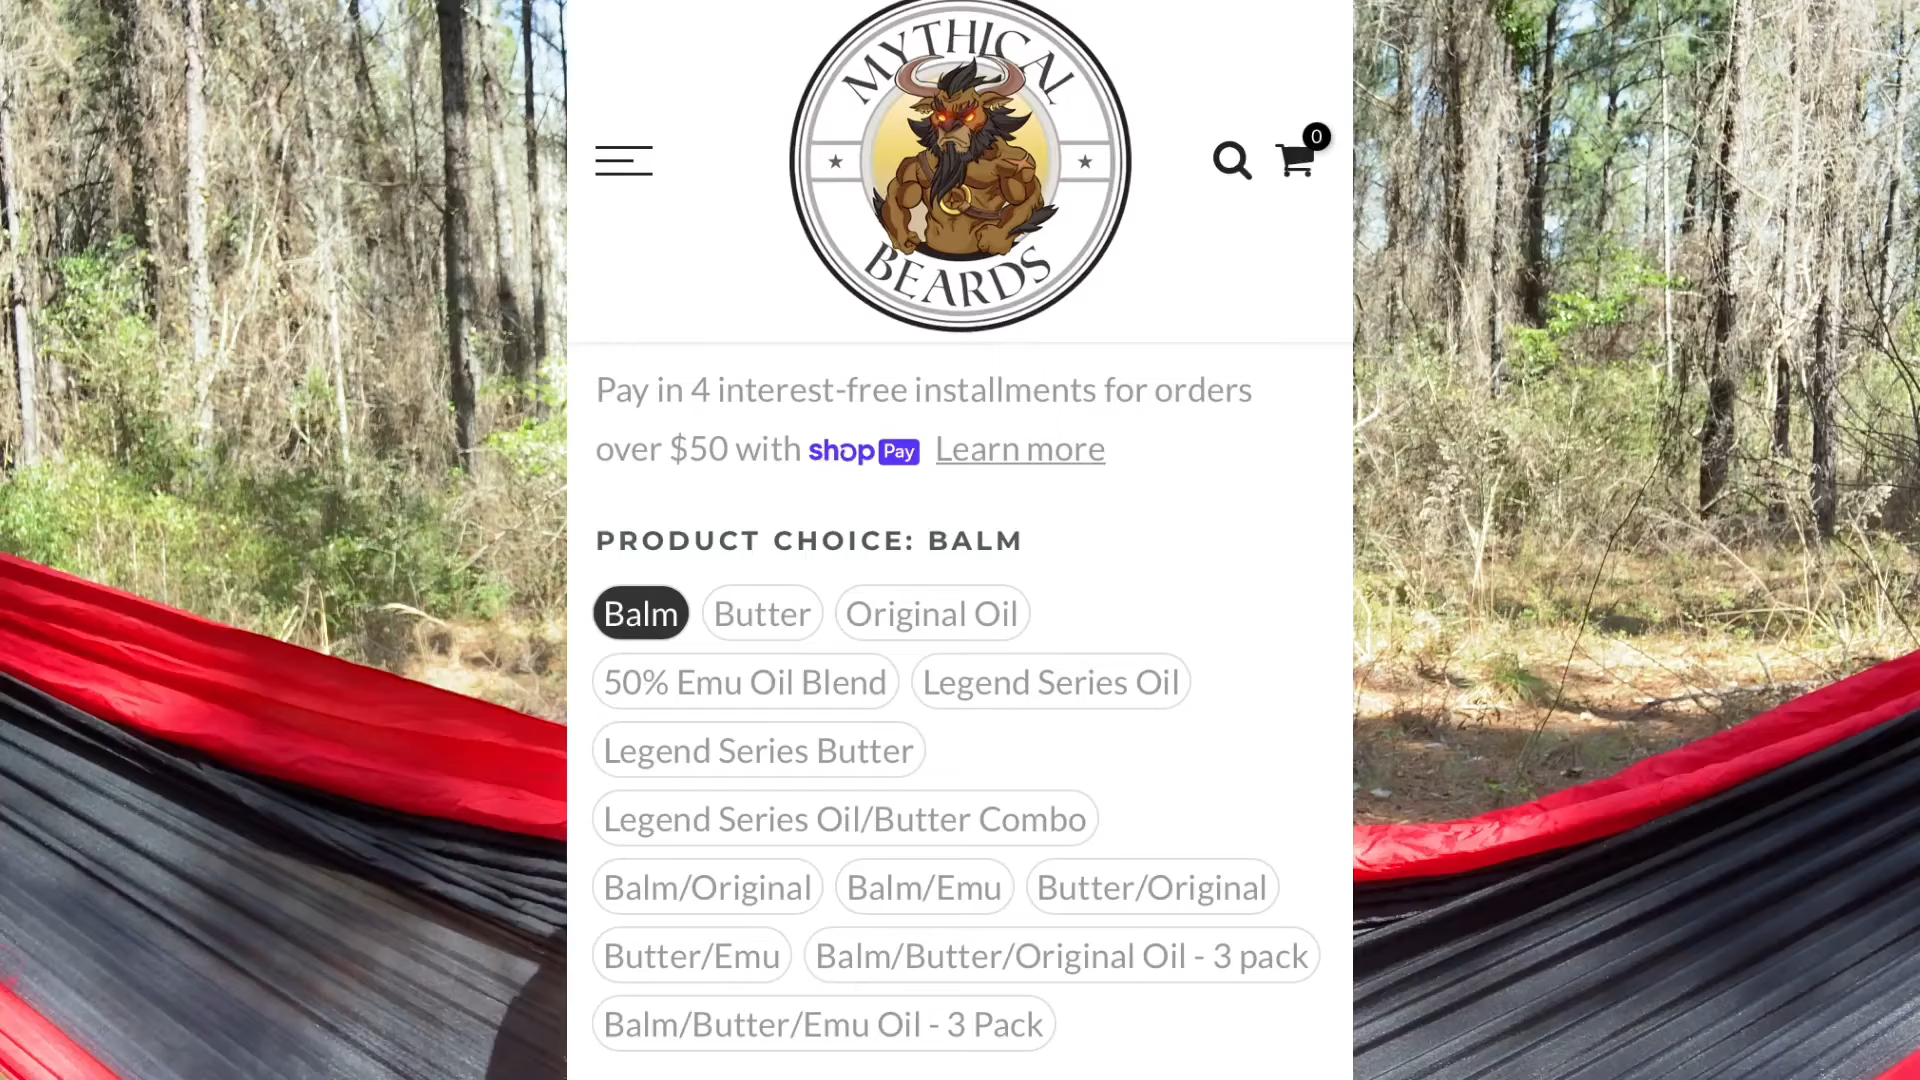 MYTHICAL
BEARDS
0
Pay in 4 interest-free installments for orders
over $50 with shop Pay Learn more
PRODUCT CHOICE: BALM
Balm Butter Original Oil
50% Emu Oil Blend Legend Series Oil
Legend Series Butter
Legend Series Oil/Butter Combo
Balm/Original Balm/Emu Butter/Original
Butter/Emu Balm/Butter/Original Oil - 3 pack
Balm/Butter/Emu Oil - 3 Pack